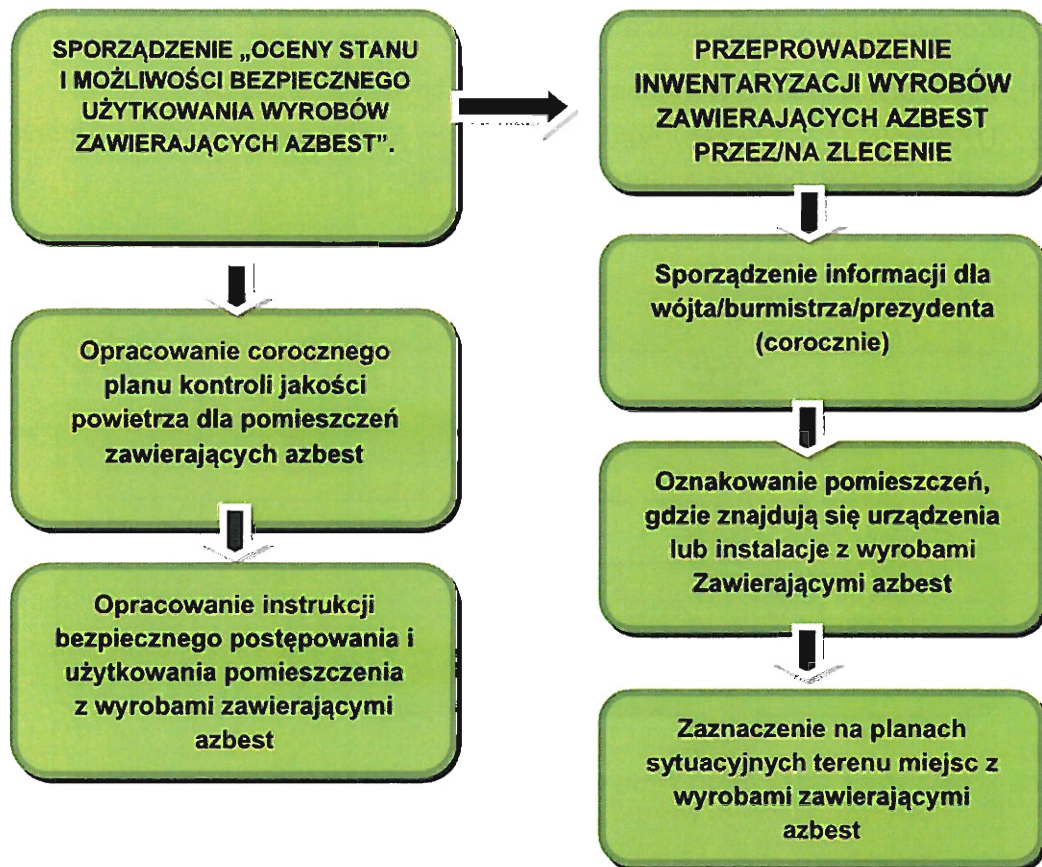 SPORZĄDZENIE „OCENY STANU
I MOŻLIWOŚCI BEZPIECZNEGO
UŻYTKOWANIA WYROBÓW
ZAWIERAJĄCYCH AZBEST”.
Opracowanie corocznego
planu kontroli jakości
powietrza dla pomieszczeń
zawierających azbest
Opracowanie instrukcji
bezpiecznego postępowania i
użytkowania pomieszczenia
z wyrobami zawierającymi
azbest
PRZEPROWADZENIE
INWENTARYZACJI WYROBÓW
ZAWIERAJĄCYCH AZBEST
PRZEZ/NA ZLECENIE
Sporządzenie informacji dla
wójta/burmistrza/prezydenta
(corocznie)
Oznakowanie pomieszczeń,
gdzie znajdują się urządzenia
lub instalacje z wyrobami
Zawierającymi azbest
Zaznaczenie na planach
sytuacyjnych terenu miejsc z
wyrobami zawierającymi
azbest